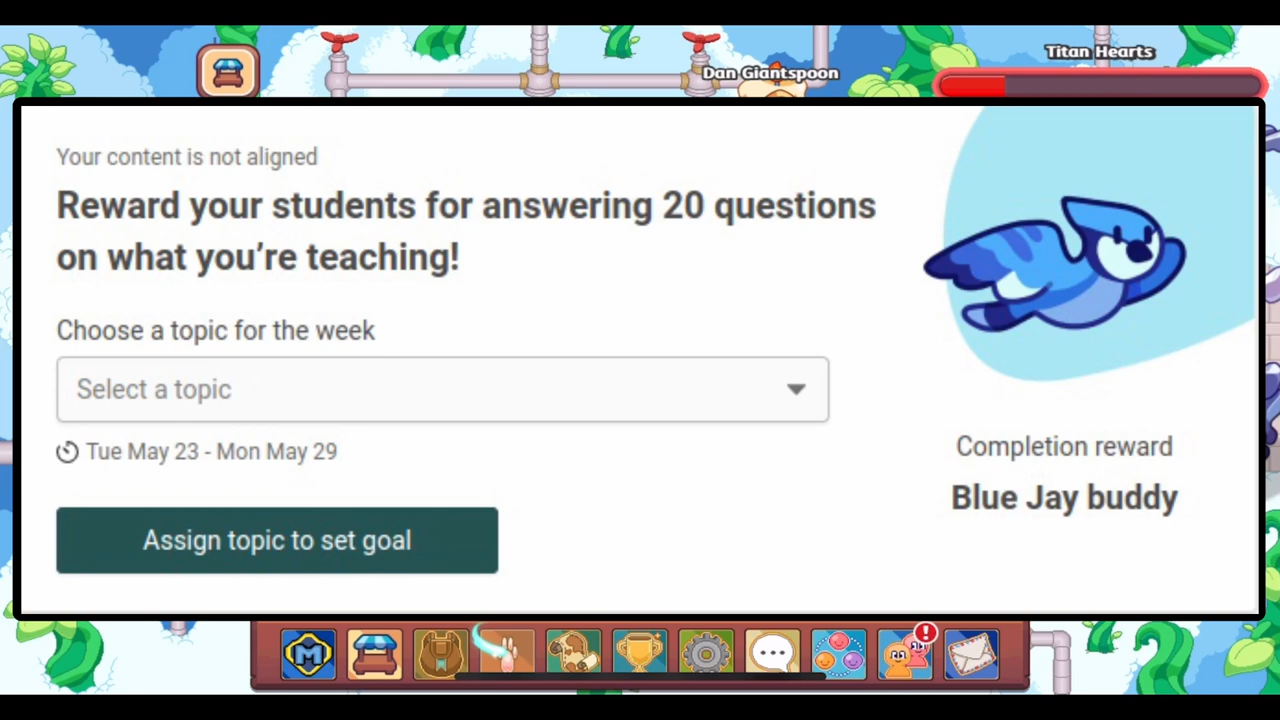 Titan Hearts
Dan Giantspoon
Your content is not aligned
Reward your students for answering 20 questions
on what you’re teaching!
Choose a topic for the week
Select a topic
Tue May 23 - Mon May 29
Assign topic to set goal
Completion reward
Blue Jay buddy
M
!